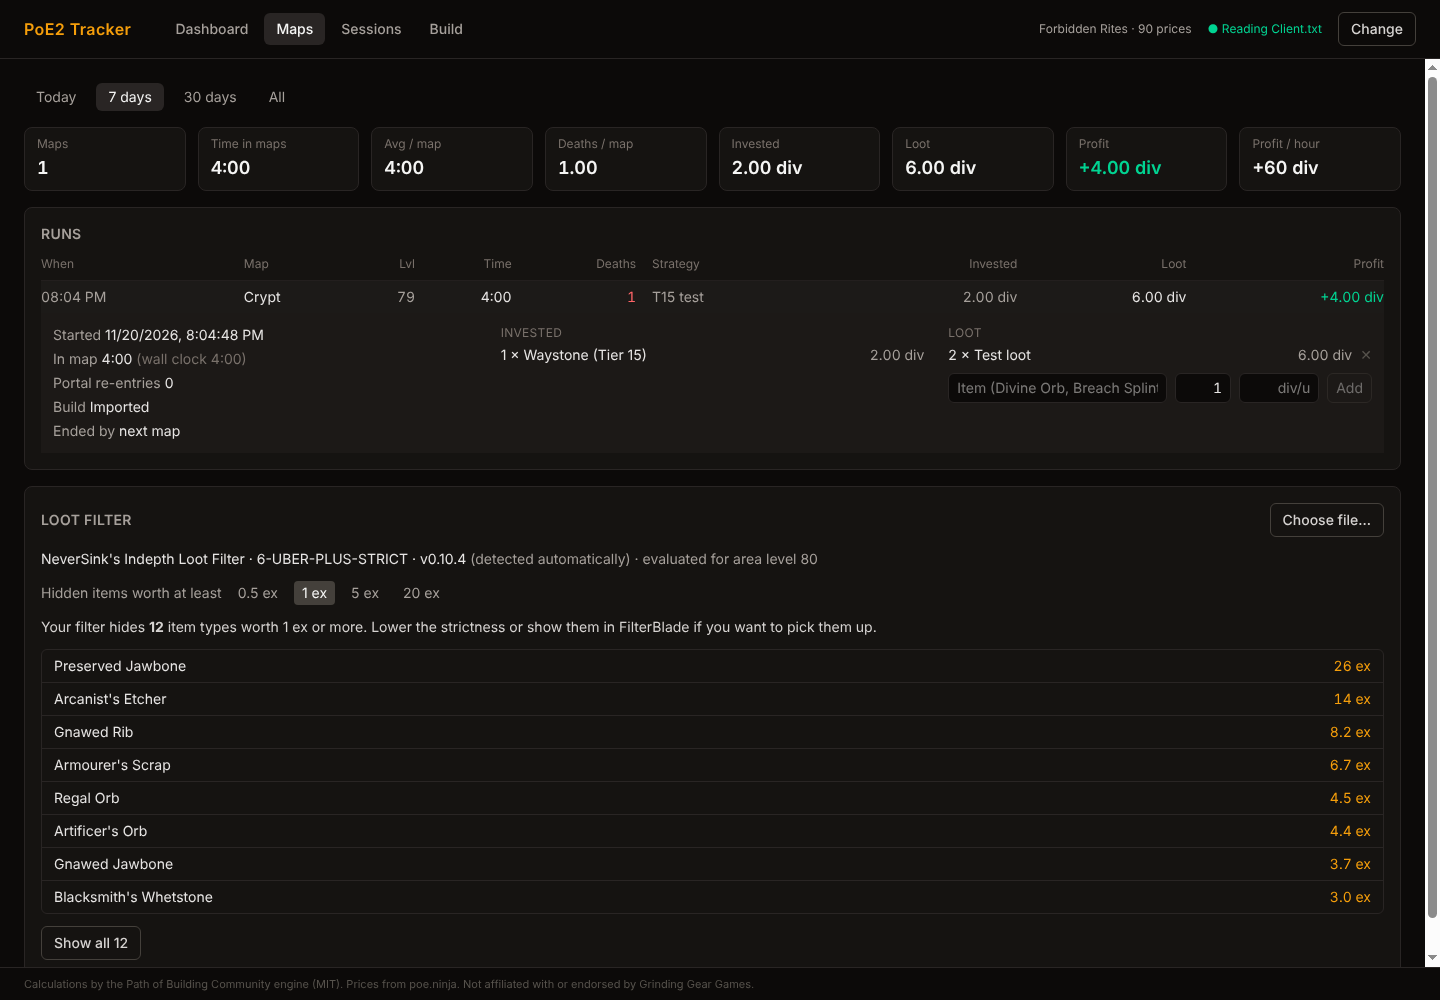 PoE2 Tracker Dashboard Maps Sessions Build Forbidden Rites · 90 prices Reading Client.txt Change
Today 7 days 30 days All
Maps Time in maps Avg / map Deaths / map Invested Loot Profit Profit / hour
1 4:00 4:00 1.00 2.00 div 6.00 div +4.00 div +60 div
RUNS
When Map Lvl Time Deaths Strategy Invested Loot Profit
08:04 PM Crypt 79 4:00 1 T15 test 2.00 div 6.00 div +4.00 div
Started 11/20/2026, 8:04:48 PM INVESTED LOOT
In map 4:00 (wall clock 4:00) 1 × Waystone (Tier 15) 2.00 div 2 × Test loot 6.00 div ×
Portal re-entries 0 Item (Divine Orb, Breach Splint 1 div/u Add
Build Imported
Ended by next map
LOOT FILTER Choose file...
NeverSink's Indepth Loot Filter · 6-UBER-PLUS-STRICT · v0.10.4 (detected automatically) · evaluated for area level 80
Hidden items worth at least 0.5 ex 1 ex 5 ex 20 ex
Your filter hides 12 item types worth 1 ex or more. Lower the strictness or show them in FilterBlade if you want to pick them up.
Preserved Jawbone 26 ex
Arcanist's Etcher 14 ex
Gnawed Rib 8.2 ex
Armourer's Scrap 6.7 ex
Regal Orb 4.5 ex
Artificer's Orb 4.4 ex
Gnawed Jawbone 3.7 ex
Blacksmith's Whetstone 3.0 ex
Show all 12
Calculations by the Path of Building Community engine (MIT). Prices from poe.ninja. Not affiliated with or endorsed by Grinding Gear Games.